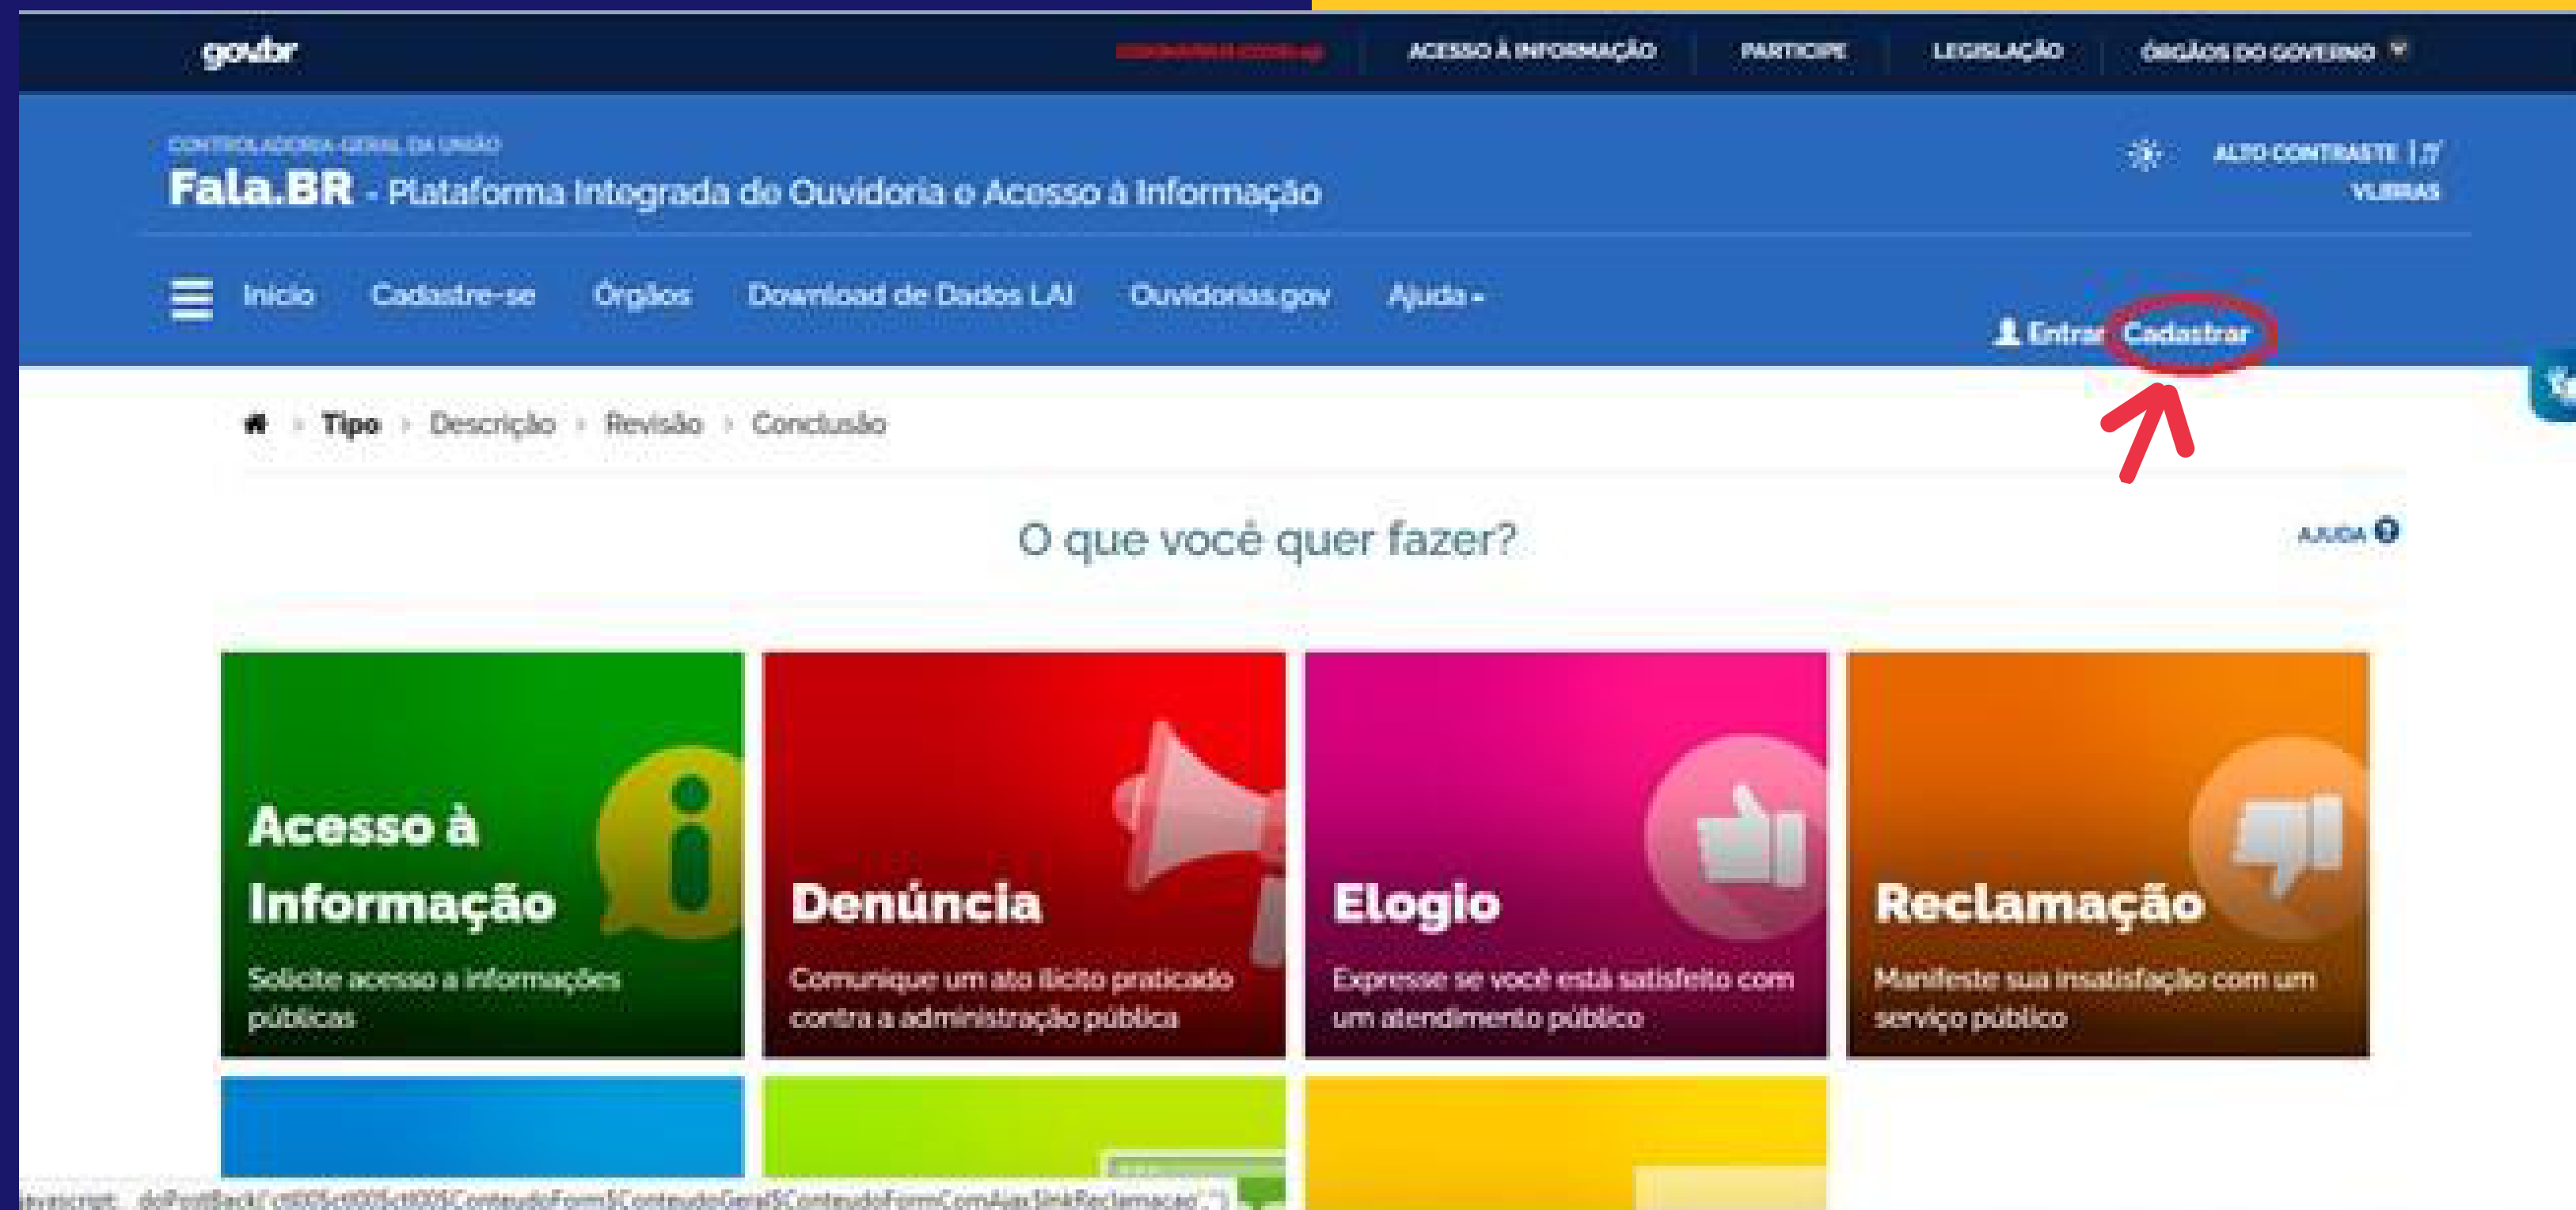 gov.br
ACESSO À INFORMAÇÃO
PARTICIPE
LEGISLAÇÃO
ÓRGÃOS DO GOVERNO
CONTROLADORIA-GERAL DA UNIÃO
Fala.BR - Plataforma Integrada de Ouvidoria e Acesso à Informação
ALTO CONTRASTE |
VLIBRAS
Início Cadastre-se Órgãos Download de Dados LAI Ouvidorias.gov Ajuda
Entrar Cadastrar
Tipo Descrição Revisão Conclusão
O que você quer fazer?
AJUDA
Acesso à
Informação
Solicite acesso a informações
públicas
Denúncia
Comunique um ato ilícito praticado
contra a administração pública
Elogio
Expresse se você está satisfeito com
um atendimento público
Reclamação
Manifeste sua insatisfação com um
serviço público